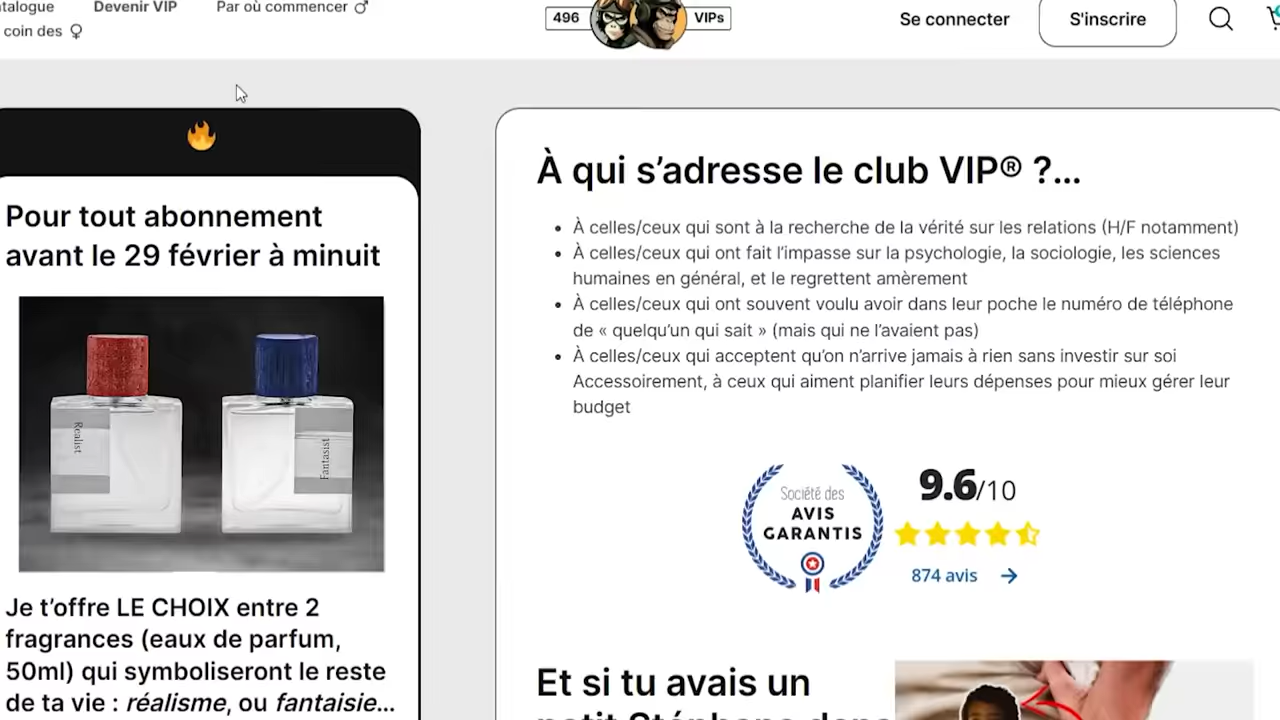 atalogue
Devenir VIP
Par où commencer ♂
coin des ♀
496
VIPs
Se connecter
S'inscrire
Pour tout abonnement
avant le 29 février à minuit
Realist
Fantasist
Je t'offre LE CHOIX entre 2
fragrances (eaux de parfum,
50ml) qui symboliseront le reste
de ta vie : réalisme, ou fantaisie...
À qui s'adresse le club VIP® ?...
• À celles/ceux qui sont à la recherche de la vérité sur les relations (H/F notamment)
• À celles/ceux qui ont fait l'impasse sur la psychologie, la sociologie, les sciences
humaines en général, et le regrettent amèrement
• À celles/ceux qui ont souvent voulu avoir dans leur poche le numéro de téléphone
de « quelqu'un qui sait » (mais qui ne l'avaient pas)
• À celles/ceux qui acceptent qu'on n'arrive jamais à rien sans investir sur soi
Accessoirement, à ceux qui aiment planifier leurs dépenses pour mieux gérer leur
budget
Société des
AVIS
GARANTIS
9.6/10
874 avis →
Et si tu avais un
petit Stéphane dans